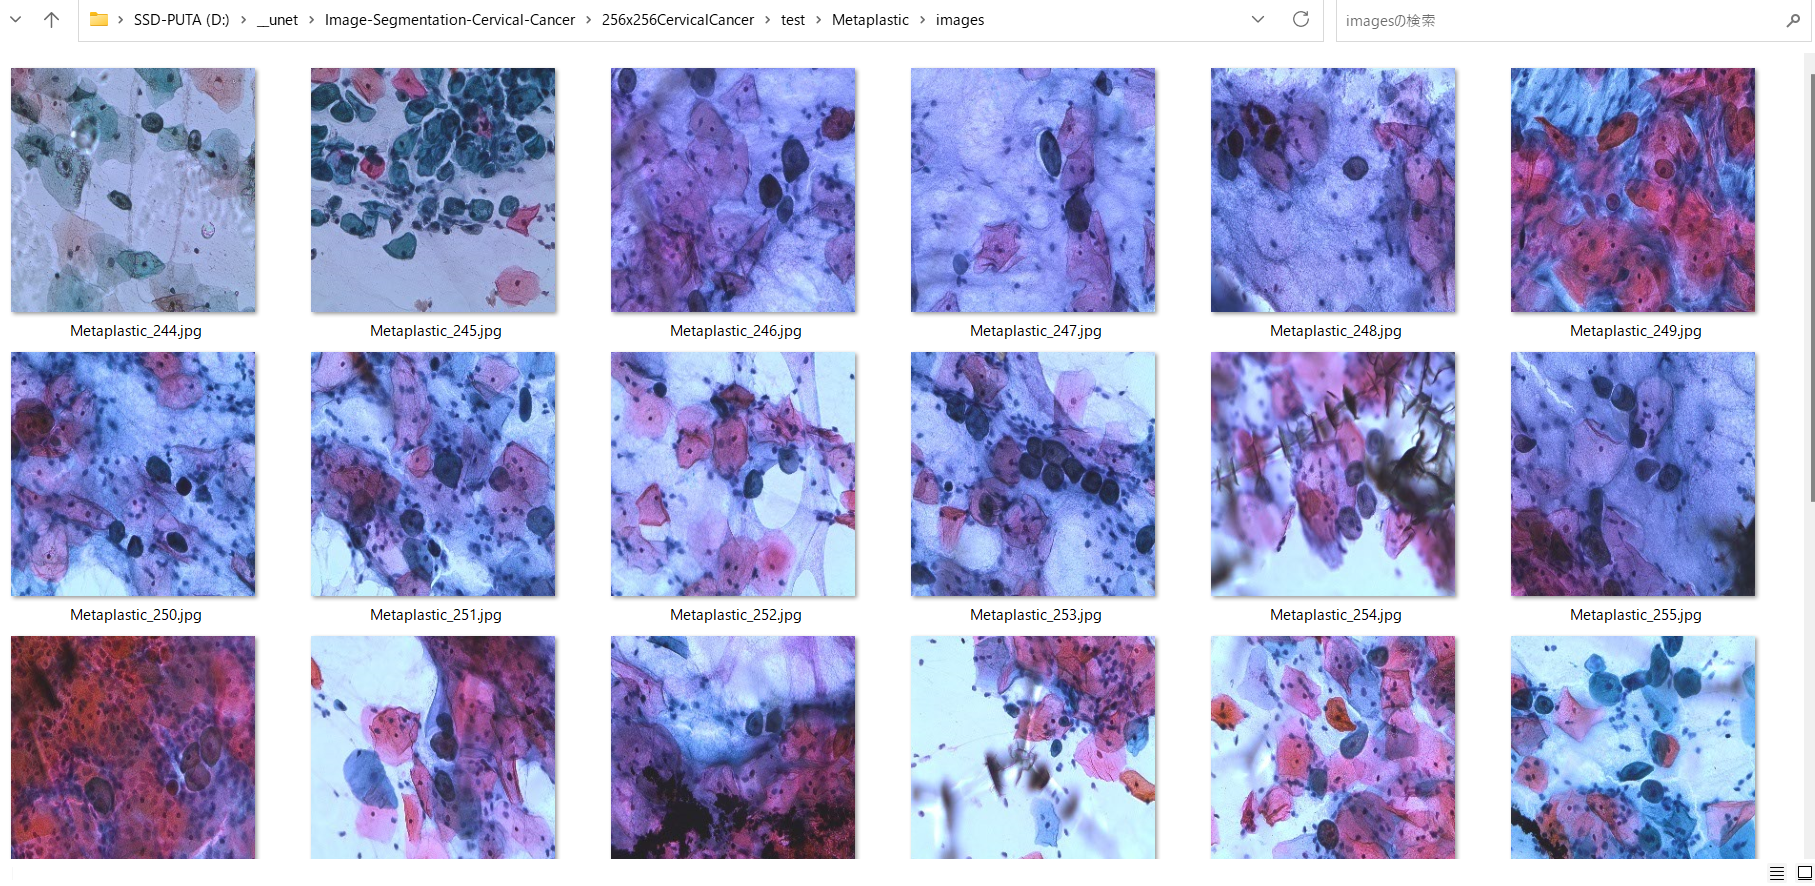 SSD-PUTA (D:) › __unet › Image-Segmentation-Cervical-Cancer › 256x256CervicalCancer › test › Metaplastic › images
imagesの検索
Metaplastic_244.jpg
Metaplastic_245.jpg
Metaplastic_246.jpg
Metaplastic_247.jpg
Metaplastic_248.jpg
Metaplastic_249.jpg
Metaplastic_250.jpg
Metaplastic_251.jpg
Metaplastic_252.jpg
Metaplastic_253.jpg
Metaplastic_254.jpg
Metaplastic_255.jpg